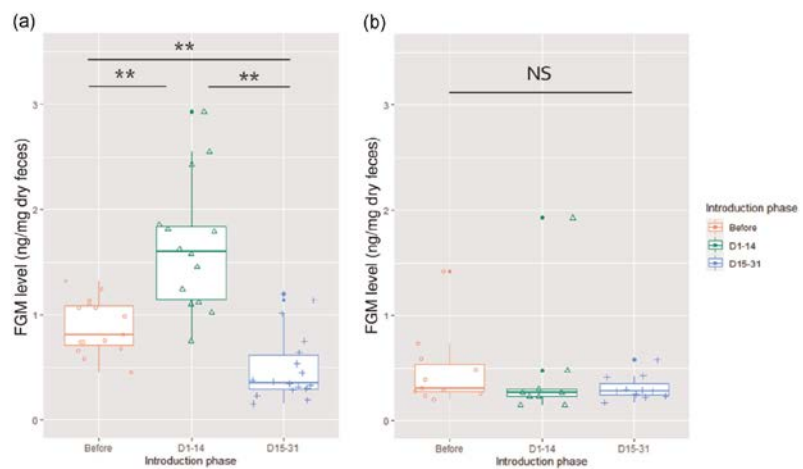 (a)
**
**
**
FGM level (ng/mg dry feces)
3
2
1
0
Before
D1-14
D15-31
Introduction phase
(b)
NS
FGM level (ng/mg dry feces)
3
2
1
0
Before
D1-14
D15-31
Introduction phase
Introduction phase
Before
D1-14
D15-31